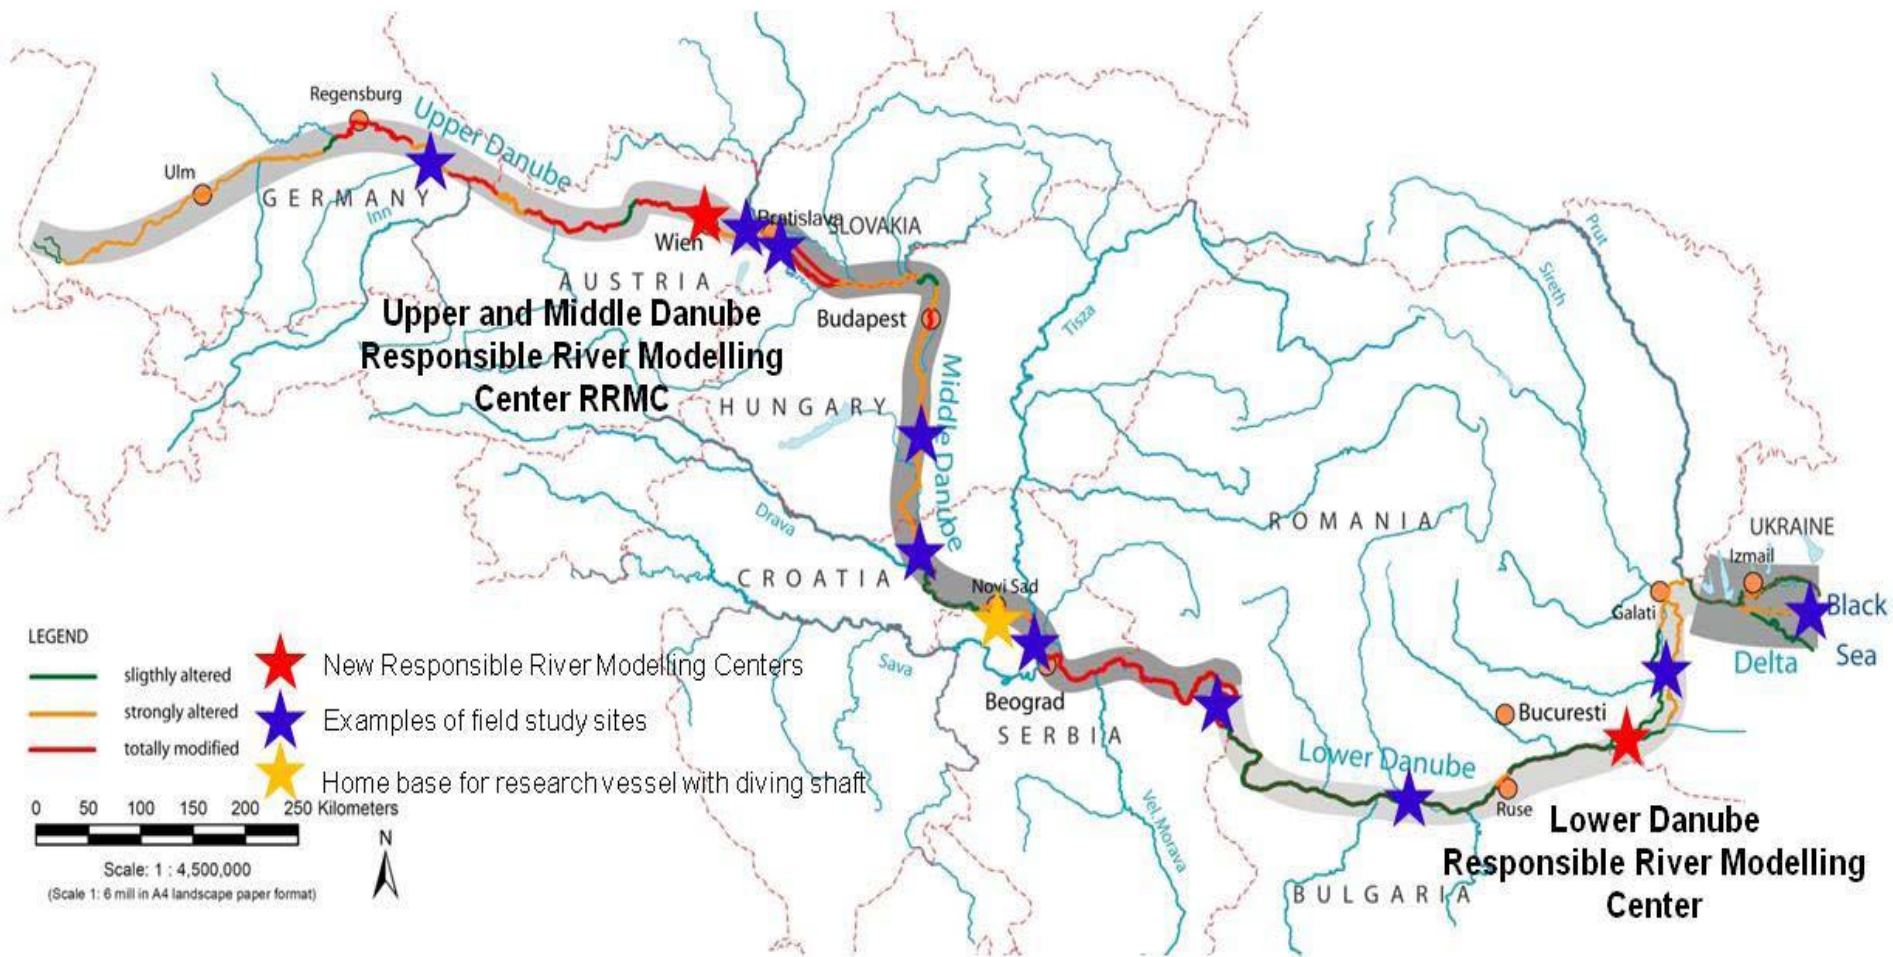 Regensburg
Upper Danube
Ulm
GERMANY
Inn
Bratislava
SLOVAKIA
Wien
AUSTRIA
Prut
Sireth
Upper and Middle Danube
Responsible River Modelling
Center RRMC
Budapest
Tisza
HUNGARY
Middle Danube
Drava
ROMANIA
UKRAINE
Izmail
CROATIA
Novi Sad
Galati
Black
Sea
Delta
LEGEND
sligthly altered
strongly altered
totally modified
New Responsible River Modelling Centers
Examples of field study sites
Home base for research vessel with diving shaft
Sava
Beograd
SERBIA
Bucuresti
Lower Danube
Ruse
Vel. Morava
BULGARIA
Lower Danube
Responsible River Modelling
Center
0 50 100 150 200 250 Kilometers
N
Scale: 1 : 4,500,000
(Scale 1: 6 mill in A4 landscape paper format)